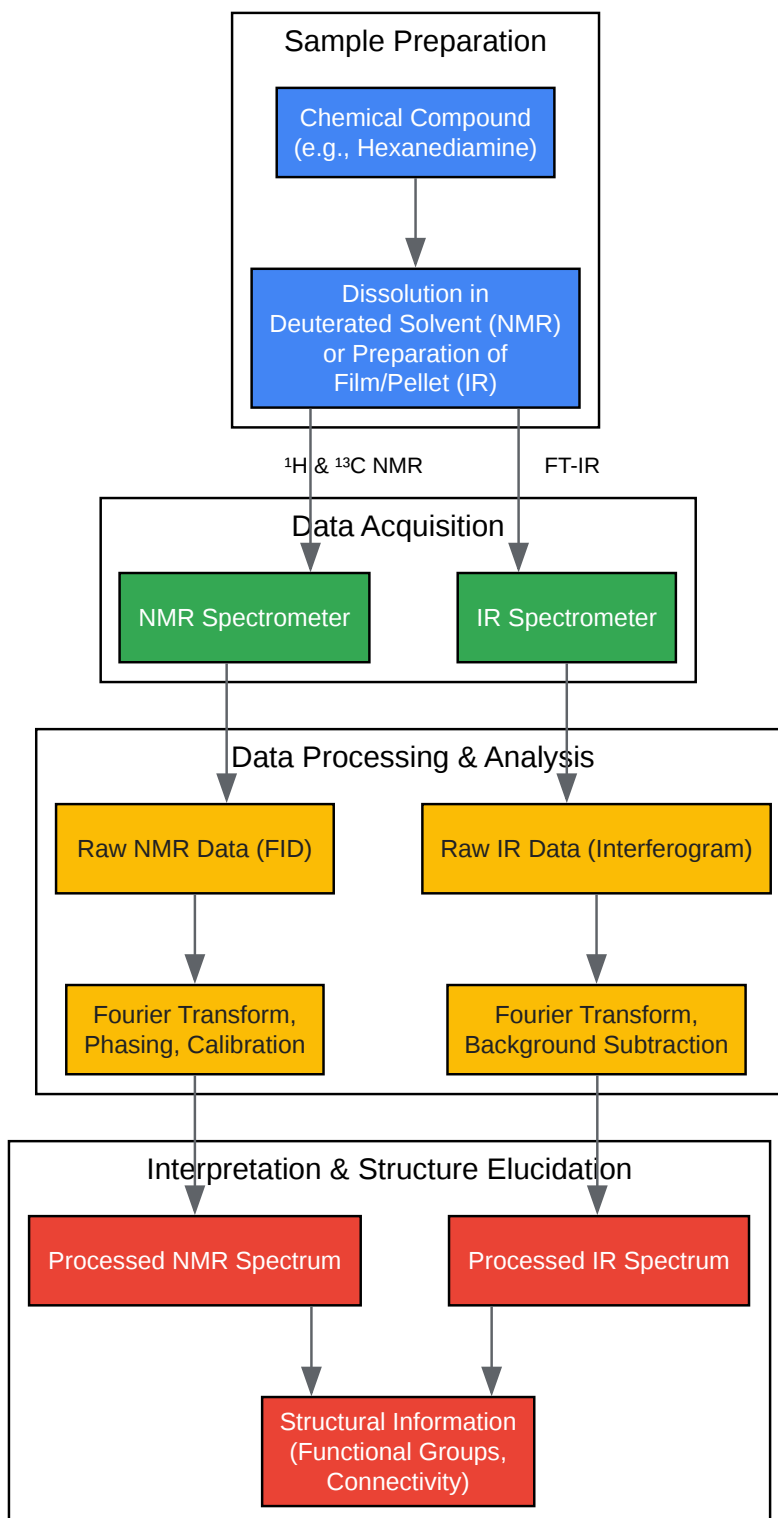 Sample Preparation
Chemical Compound
(e.g., Hexanediamine)
Dissolution in
Deuterated Solvent (NMR)
or Preparation of
Film/Pellet (IR)
¹H & ¹³C NMR
FT-IR
Data Acquisition
NMR Spectrometer
IR Spectrometer
Data Processing & Analysis
Raw NMR Data (FID)
Raw IR Data (Interferogram)
Fourier Transform,
Phasing, Calibration
Fourier Transform,
Background Subtraction
Interpretation & Structure Elucidation
Processed NMR Spectrum
Processed IR Spectrum
Structural Information
(Functional Groups,
Connectivity)